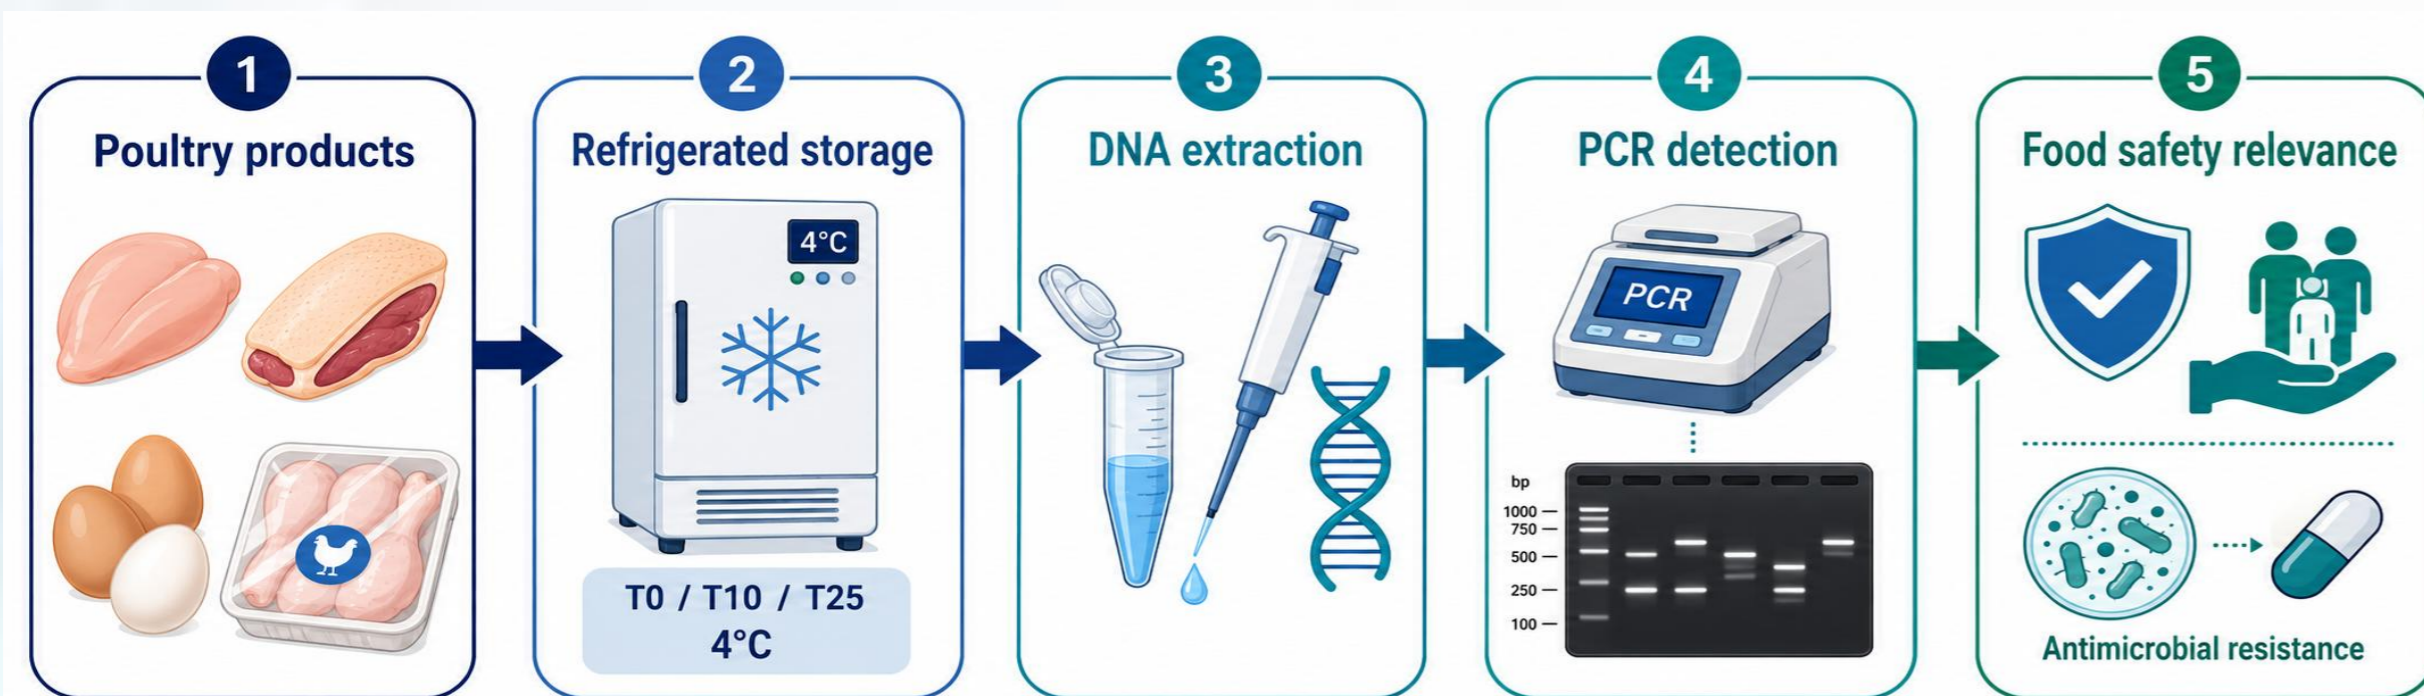 1
Poultry products
2
Refrigerated storage
4°C
T0 / T10 / T25
4°C
3
DNA extraction
4
PCR detection
PCR
bp
1000
750
500
250
100
5
Food safety relevance
Antimicrobial resistance